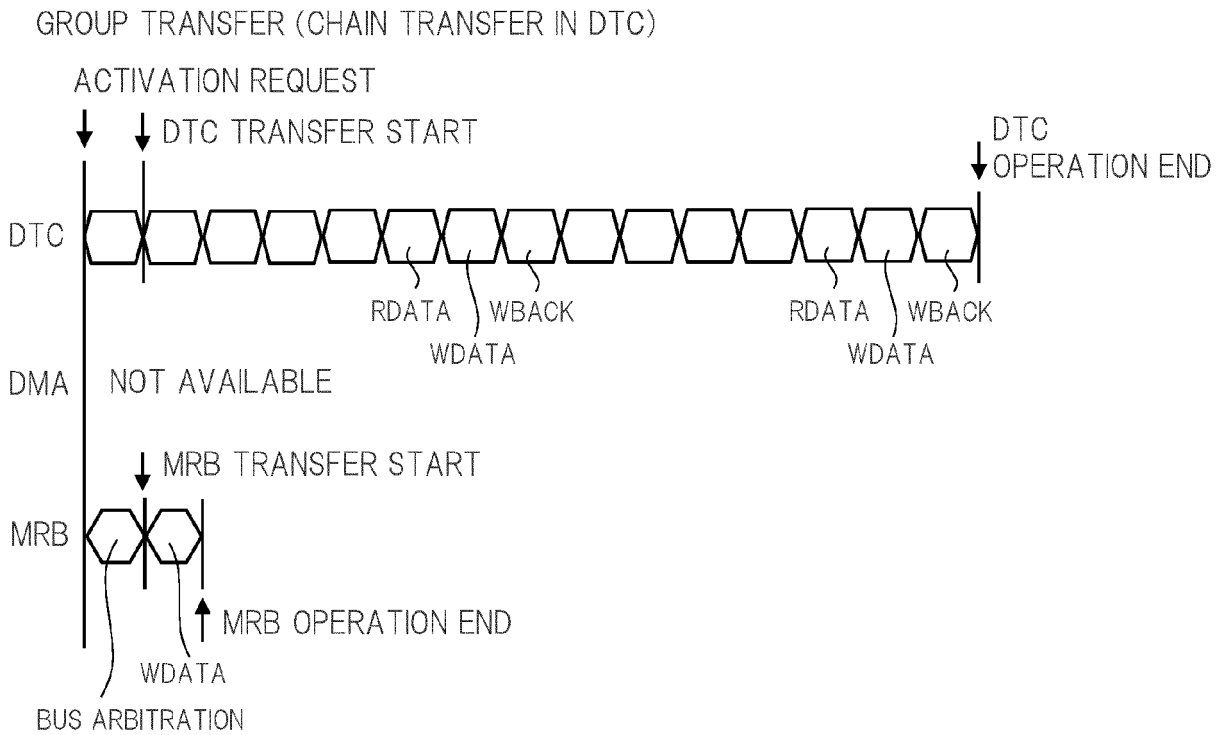 GROUP TRANSFER (CHAIN TRANSFER IN DTC)
ACTIVATION REQUEST
DTC TRANSFER START
DTC
OPERATION END
DTC
RDATA
WBACK
RDATA
WBACK
WDATA
WDATA
DMA NOT AVAILABLE
MRB TRANSFER START
MRB
MRB OPERATION END
WDATA
BUS ARBITRATION